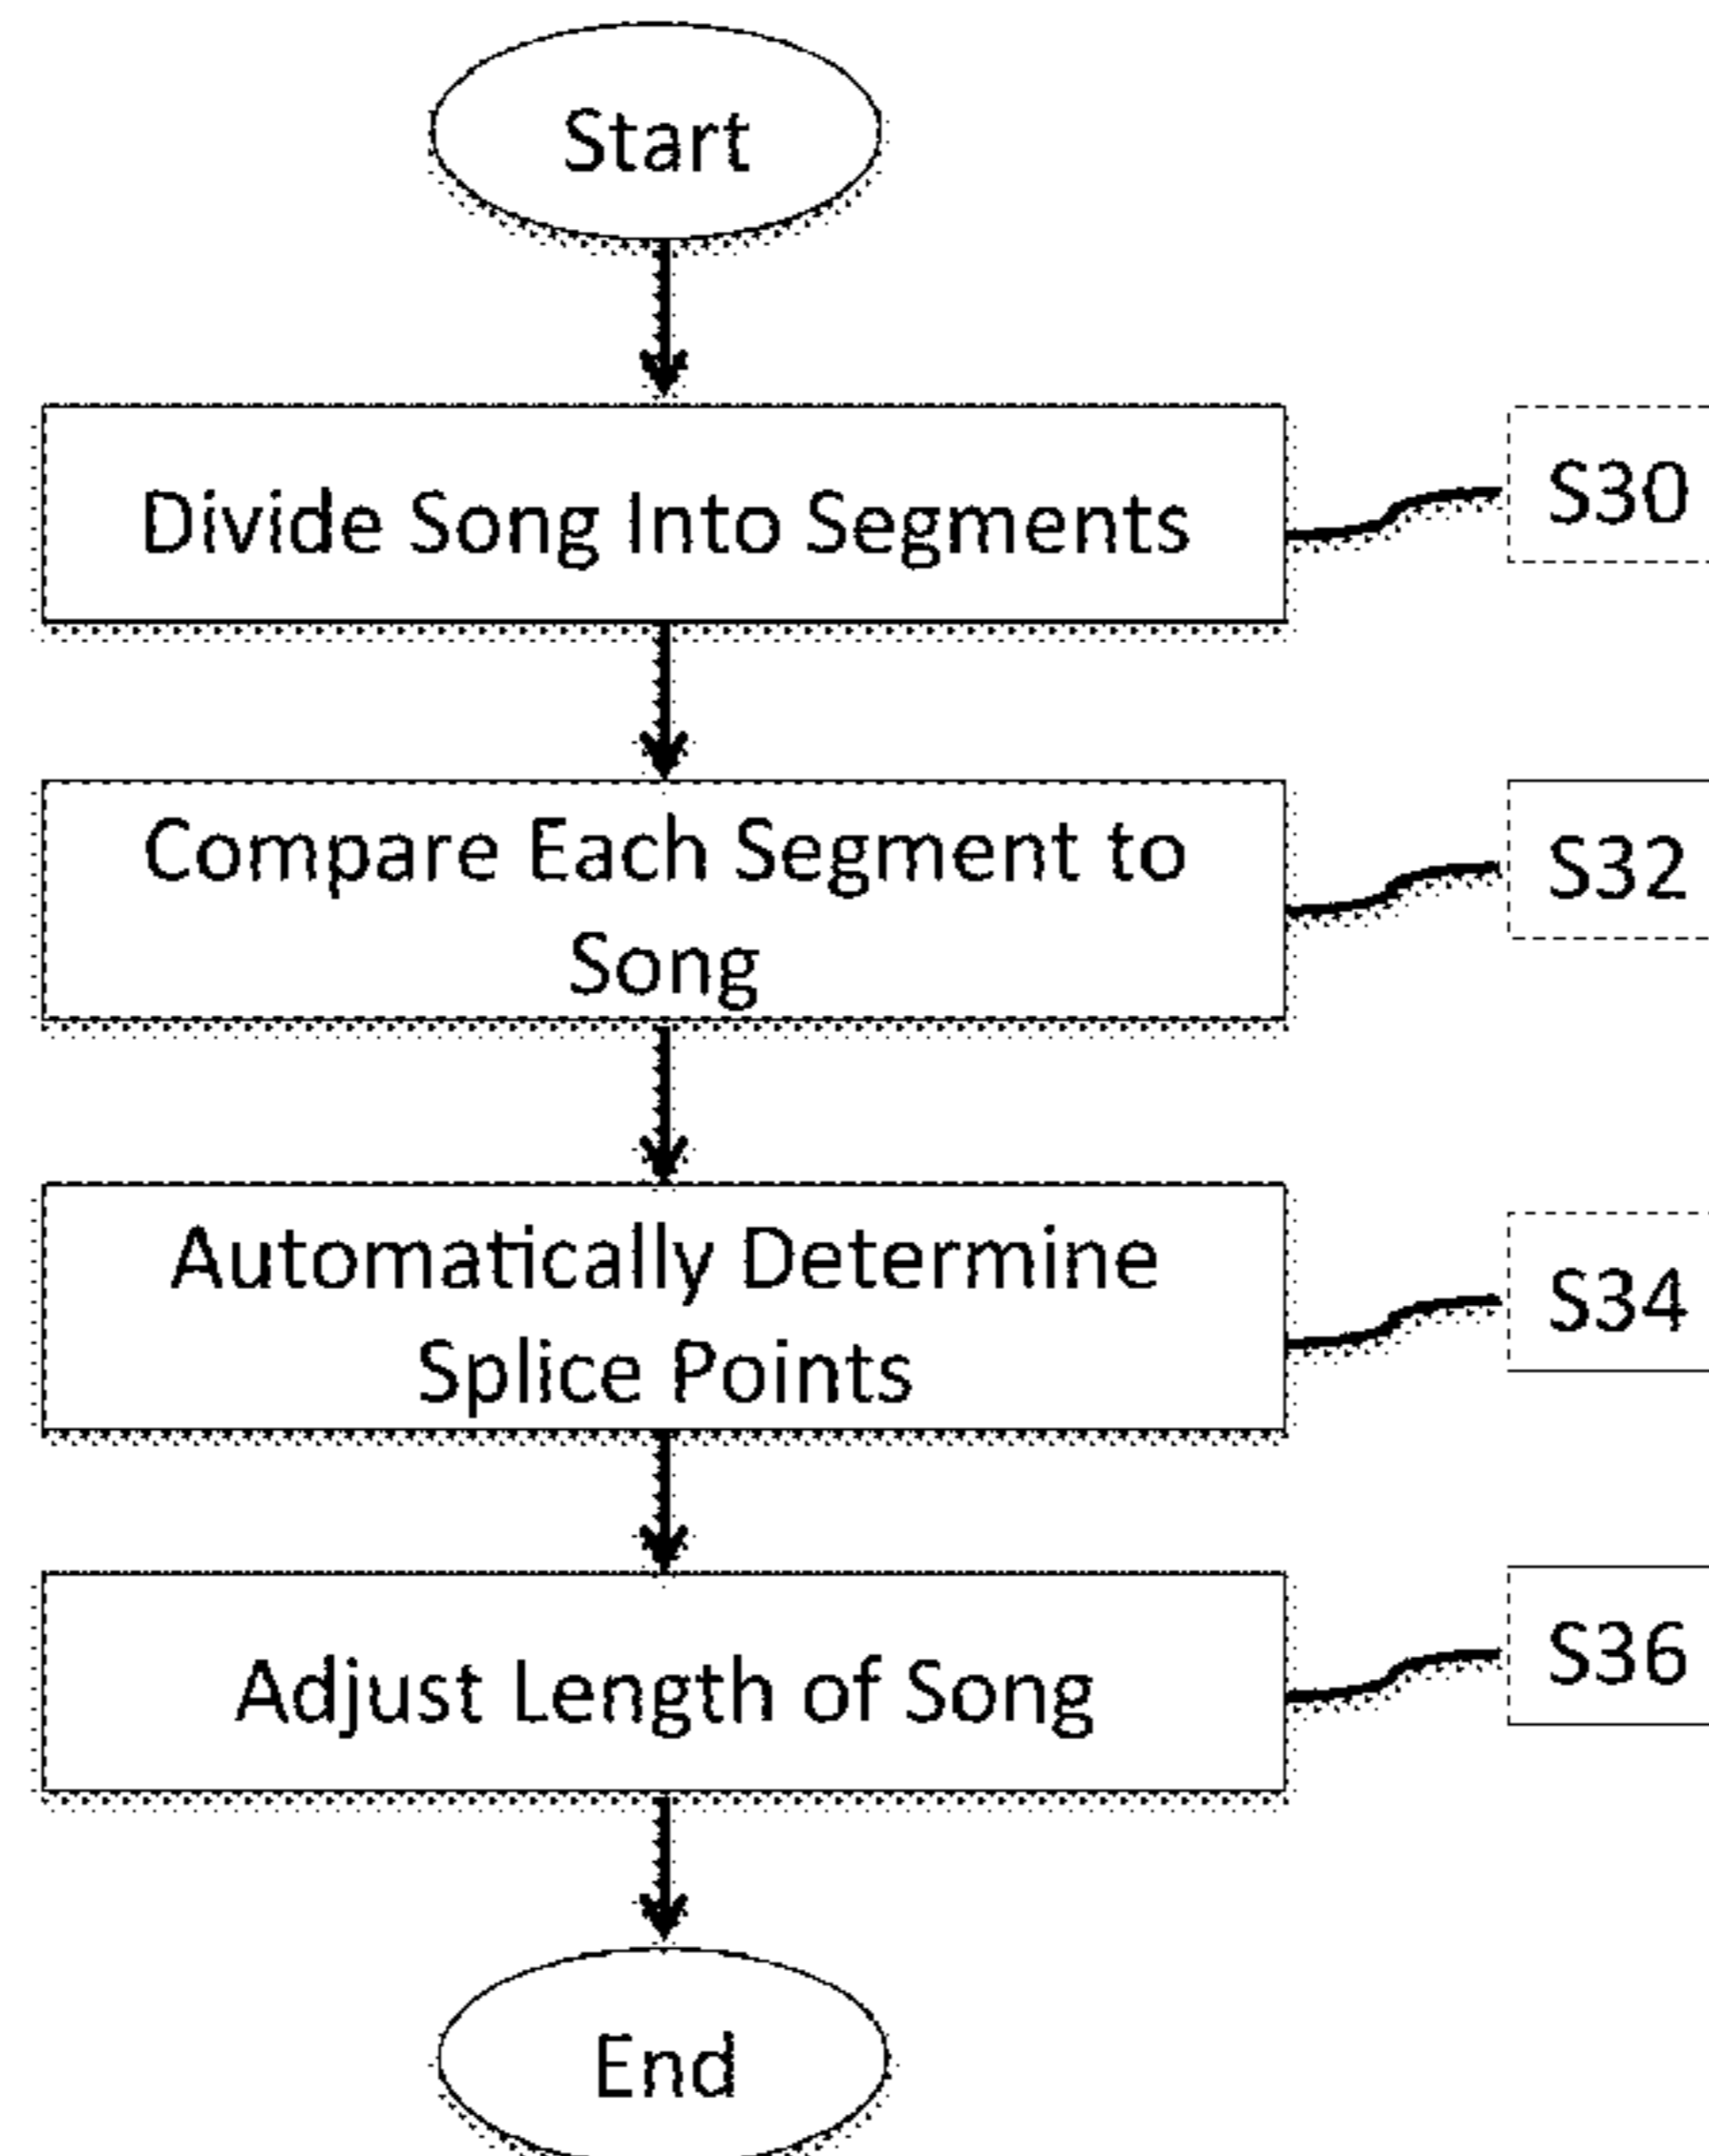 Start
Divide Song Into Segments
S30
Compare Each Segment to
Song
S32
Automatically Determine
Splice Points
S34
Adjust Length of Song
S36
End